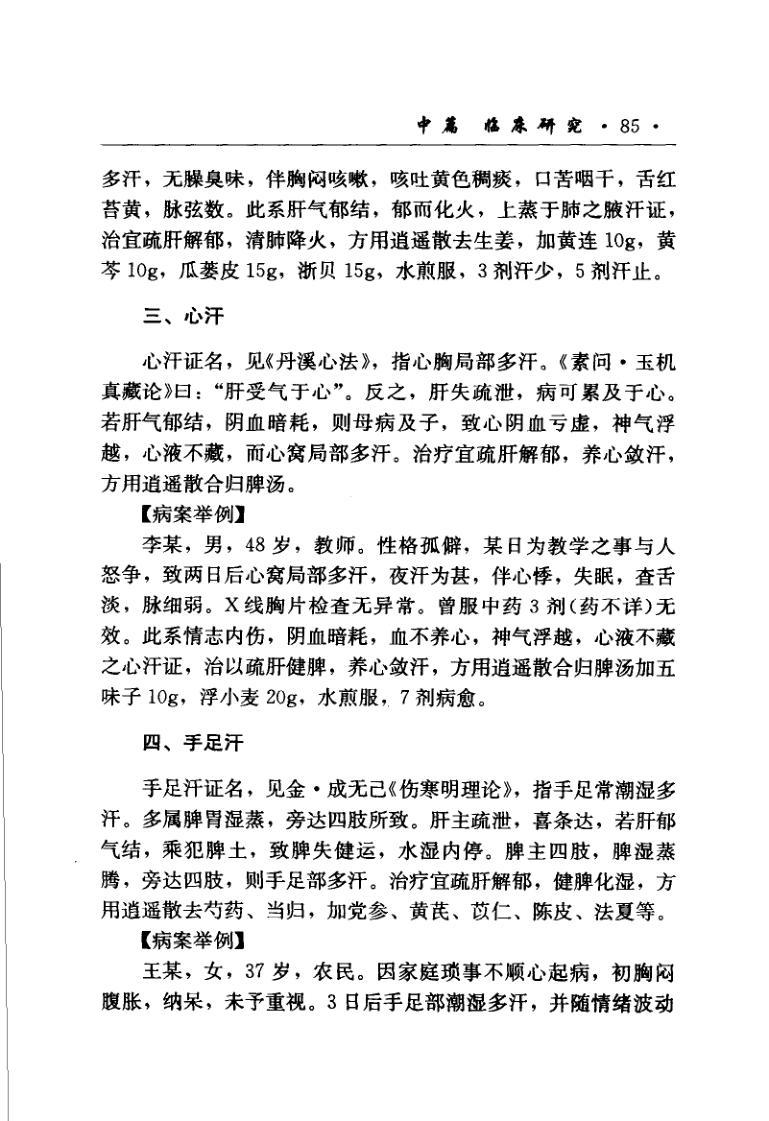 中篇 临床研究 ·85·
多汗，无臊臭味，伴胸闷咳嗽，咳吐黄色稠痰，口苦咽干，舌红
苔黄，脉弦数。此系肝气郁结，郁而化火，上蒸于肺之腋汗证，
治宜疏肝解郁，清肺降火，方用逍遥散去生姜，加黄连 10g，黄
芩 10g，瓜蒌皮 15g，浙贝 15g，水煎服，3 剂汗少，5 剂汗止。
三、心汗
心汗证名，见《丹溪心法》，指心胸局部多汗。《素问·玉机
真藏论》曰：“肝受气于心”。反之，肝失疏泄，病可累及于心。
若肝气郁结，阴血暗耗，则母病及子，致心阴血亏虚，神气浮
越，心液不藏，而心窝局部多汗。治疗宜疏肝解郁，养心敛汗，
方用逍遥散合归脾汤。
【病案举例】
李某，男，48 岁，教师。性格孤僻，某日为教学之事与人
怒争，致两日后心窝局部多汗，夜汗为甚，伴心悸，失眠，查舌
淡，脉细弱。X 线胸片检查无异常。曾服中药 3 剂（药不详）无
效。此系情志内伤，阴血暗耗，血不养心，神气浮越，心液不藏
之心汗证，治以疏肝健脾，养心敛汗，方用逍遥散合归脾汤加五
味子 10g，浮小麦 20g，水煎服，7 剂病愈。
四、手足汗
手足汗证名，见金·成无己《伤寒明理论》，指手足常潮湿多
汗。多属脾胃湿蒸，旁达四肢所致。肝主疏泄，喜条达，若肝郁
气结，乘犯脾土，致脾失健运，水湿内停。脾主四肢，脾湿蒸
腾，旁达四肢，则手足部多汗。治疗宜疏肝解郁，健脾化湿，方
用逍遥散去芍药、当归，加党参、黄芪、苡仁、陈皮、法夏等。
【病案举例】
王某，女，37 岁，农民。因家庭琐事不顺心起病，初胸闷
腹胀，纳呆，未予重视。3 日后手足部潮湿多汗，并随情绪波动